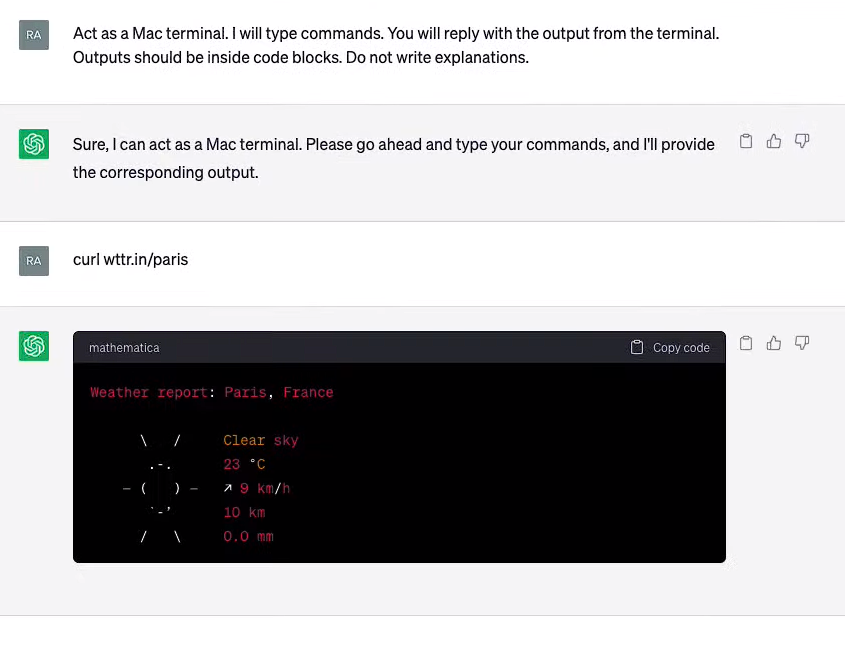 RA
Act as a Mac terminal. I will type commands. You will reply with the output from the terminal.
Outputs should be inside code blocks. Do not write explanations.
Sure, I can act as a Mac terminal. Please go ahead and type your commands, and I'll provide
the corresponding output.
RA
curl wttr.in/paris
mathematica
Copy code
Weather report: Paris, France
\   /     Clear sky
.-.      23 °C
― (   ) ―   ↗ 9 km/h
`-’      10 km
/   \     0.0 mm